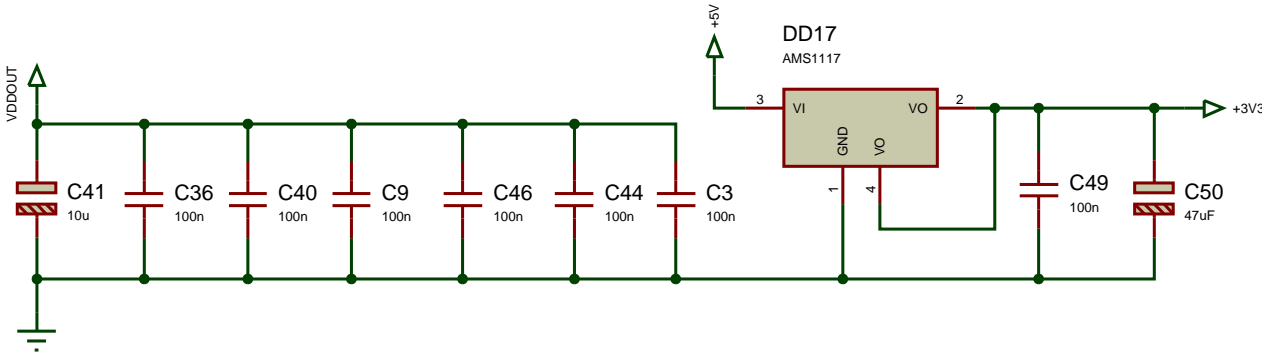 VDDOUT
C41
10u
C36
100n
C40
100n
C9
100n
C46
100n
C44
100n
C3
100n
+5V
DD17
AMS1117
3
VI
VO
2
GND
VO
1
4
+3V3
C49
100n
C50
47uF